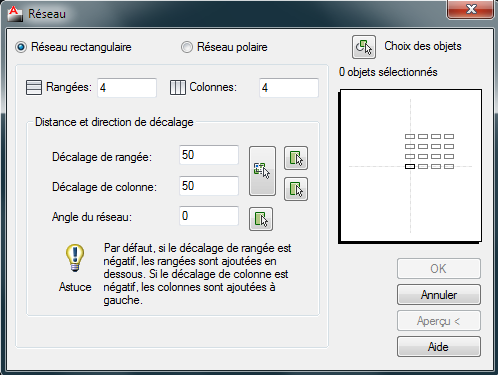 Réseau
Réseau rectangulaire
Réseau polaire
Choix des objets
0 objets sélectionnés
Rangées: 4
Colonnes: 4
Distance et direction de décalage
Décalage de rangée: 50
Décalage de colonne: 50
Angle du réseau: 0
Astuce
Par défaut, si le décalage de rangée est
négatif, les rangées sont ajoutées en
dessous. Si le décalage de colonne est
négatif, les colonnes sont ajoutées à
gauche.
OK
Annuler
Aperçu <
Aide